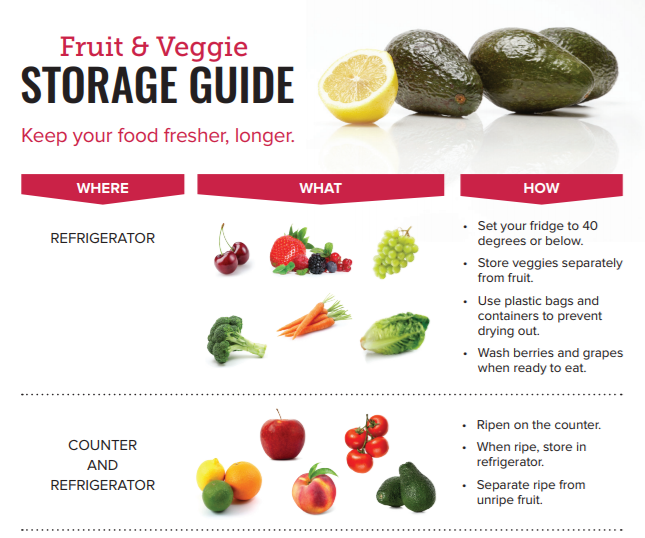 Fruit & Veggie
STORAGE GUIDE
Keep your food fresher, longer.
WHERE
WHAT
HOW
REFRIGERATOR
• Set your fridge to 40
degrees or below.
• Store veggies separately
from fruit.
• Use plastic bags and
containers to prevent
drying out.
• Wash berries and grapes
when ready to eat.
COUNTER
AND
REFRIGERATOR
• Ripen on the counter.
• When ripe, store in
refrigerator.
• Separate ripe from
unripe fruit.